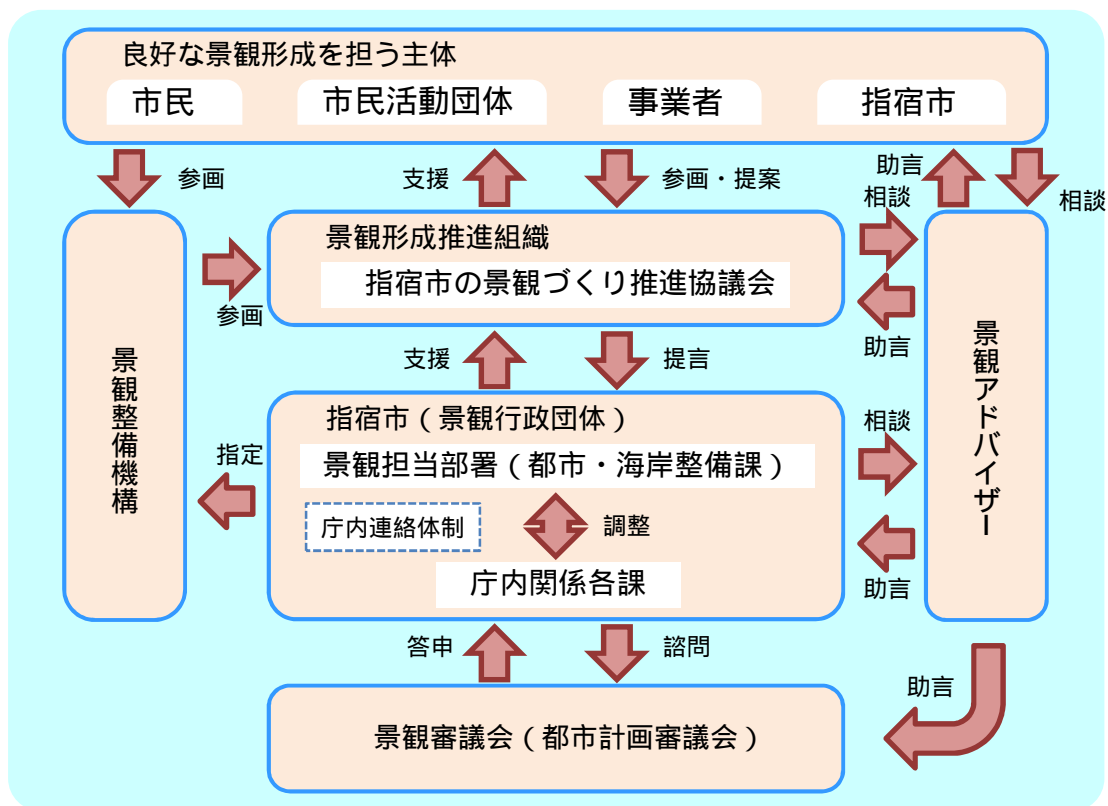 良好な景観形成を担う主体
市民
市民活動団体
事業者
指宿市
参画
支援
参画・提案
助言
相談
相談
景観形成推進組織
指宿市の景観づくり推進協議会
参画
助言
支援
提言
景観整備機構
景観アドバイザー
指宿市(景観行政団体)
景観担当部署(都市・海岸整備課)
相談
指定
庁内連絡体制
調整
庁内関係各課
助言
答申
諮問
助言
景観審議会(都市計画審議会)